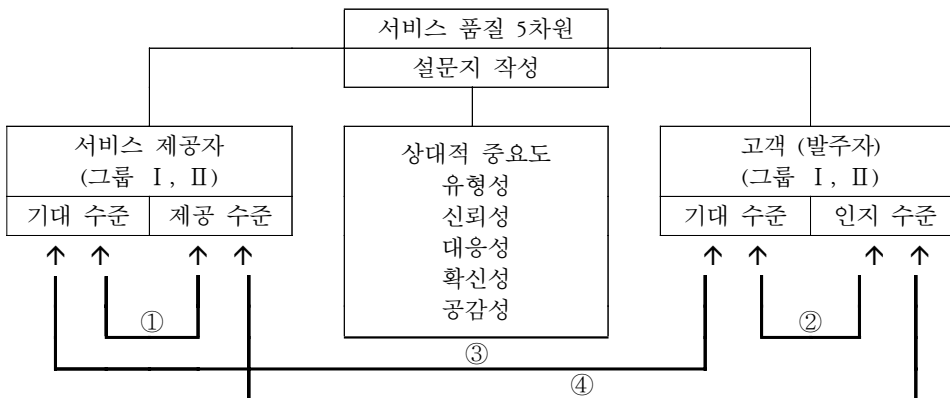 서비스 품질 5차원
설문지 작성
서비스 제공자
(그룹 Ⅰ, Ⅱ)
기대 수준 제공 수준
상대적 중요도
유형성
신뢰성
대응성
확신성
공감성
고객 (발주자)
(그룹 Ⅰ, Ⅱ)
기대 수준 인지 수준
①
②
③
④